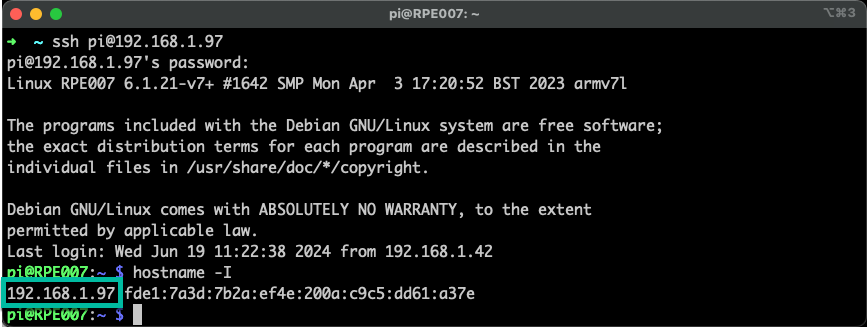 pi@RPE007: ~
⌥⌘3
➜  ~ ssh pi@192.168.1.97
pi@192.168.1.97's password:
Linux RPE007 6.1.21-v7+ #1642 SMP Mon Apr  3 17:20:52 BST 2023 armv7l
The programs included with the Debian GNU/Linux system are free software;
the exact distribution terms for each program are described in the
individual files in /usr/share/doc/*/copyright.
Debian GNU/Linux comes with ABSOLUTELY NO WARRANTY, to the extent
permitted by applicable law.
Last login: Wed Jun 19 11:22:38 2024 from 192.168.1.42
pi@RPE007:~ $ hostname -I
192.168.1.97 fde1:7a3d:7b2a:ef4e:200a:c9c5:dd61:a37e
pi@RPE007:~ $